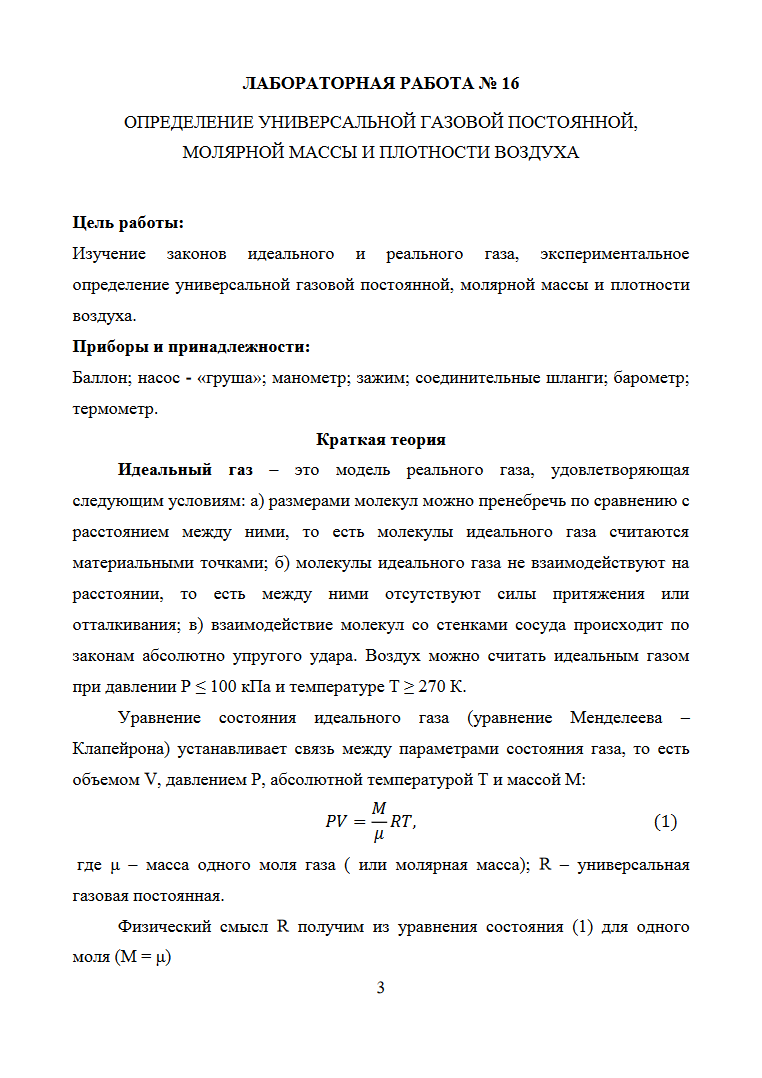 ЛАБОРАТОРНАЯ РАБОТА № 16
ОПРЕДЕЛЕНИЕ УНИВЕРСАЛЬНОЙ ГАЗОВОЙ ПОСТОЯННОЙ,
МОЛЯРНОЙ МАССЫ И ПЛОТНОСТИ ВОЗДУХА
Цель работы:
Изучение законов идеального и реального газа, экспериментальное
определение универсальной газовой постоянной, молярной массы и плотности
воздуха.
Приборы и принадлежности:
Баллон; насос - «груша»; манометр; зажим; соединительные шланги; барометр;
термометр.
Краткая теория
Идеальный газ – это модель реального газа, удовлетворяющая
следующим условиям: а) размерами молекул можно пренебречь по сравнению с
расстоянием между ними, то есть молекулы идеального газа считаются
материальными точками; б) молекулы идеального газа не взаимодействуют на
расстоянии, то есть между ними отсутствуют силы притяжения или
отталкивания; в) взаимодействие молекул со стенками сосуда происходит по
законам абсолютно упругого удара. Воздух можно считать идеальным газом
при давлении P ≤ 100 кПа и температуре T ≥ 270 К.
Уравнение состояния идеального газа (уравнение Менделеева –
Клапейрона) устанавливает связь между параметрами состояния газа, то есть
объемом V, давлением P, абсолютной температурой T и массой M:
PV = M/μ RT, (1)
где μ – масса одного моля газа ( или молярная масса); R – универсальная
газовая постоянная.
Физический смысл R получим из уравнения состояния (1) для одного
моля (M = μ)
3